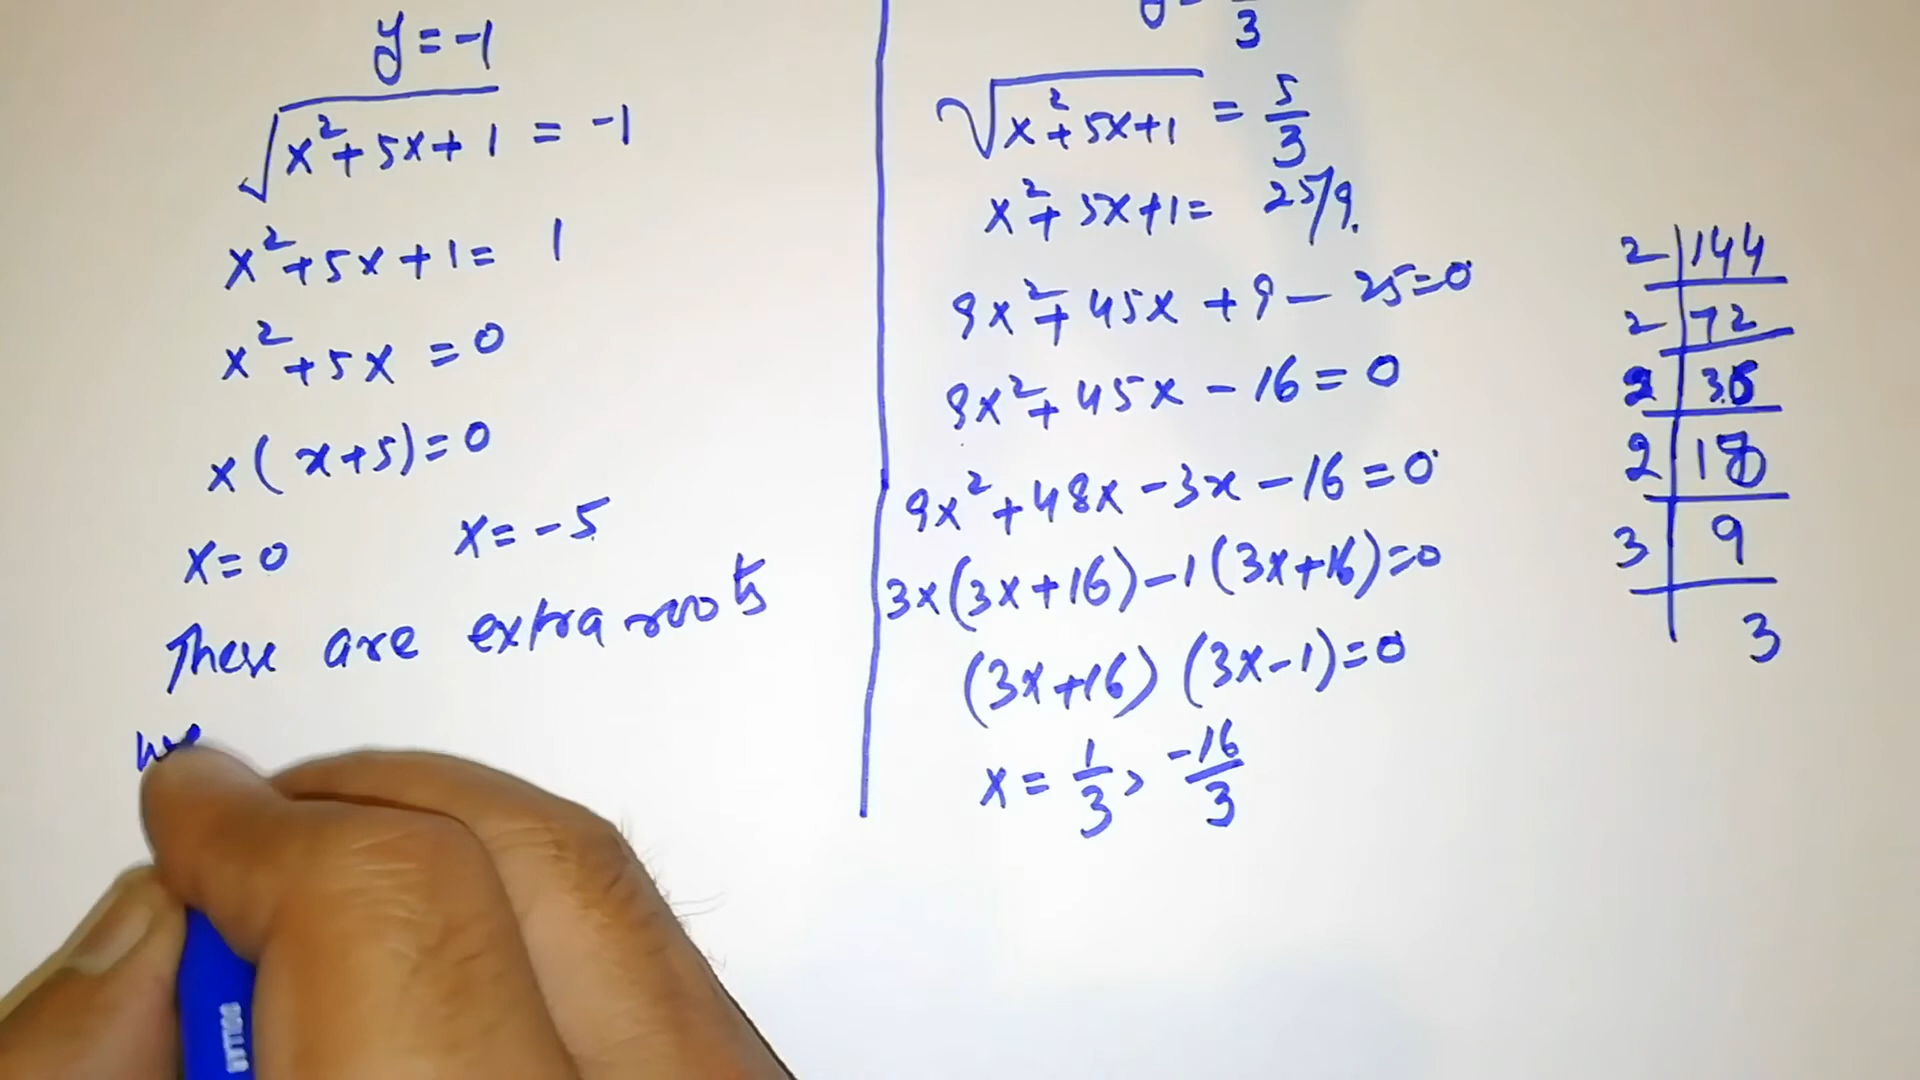 y = -1
√x²+5x+1 = -1
x²+5x+1 = 1
x²+5x = 0
x(x+5)=0
x=0 x=-5
These are extra roots
we
3
√x²+5x+1 = 5/3
x²+5x+1 = 25/9.
9x²+45x+9-25=0
9x²+45x-16=0
9x²+48x-3x-16=0
3x(3x+16)-1(3x+16)=0
(3x+16)(3x-1)=0
x = 1/3, -16/3
2 | 144
2 | 72
2 | 36
2 | 18
3 | 9
3
DOLLAR